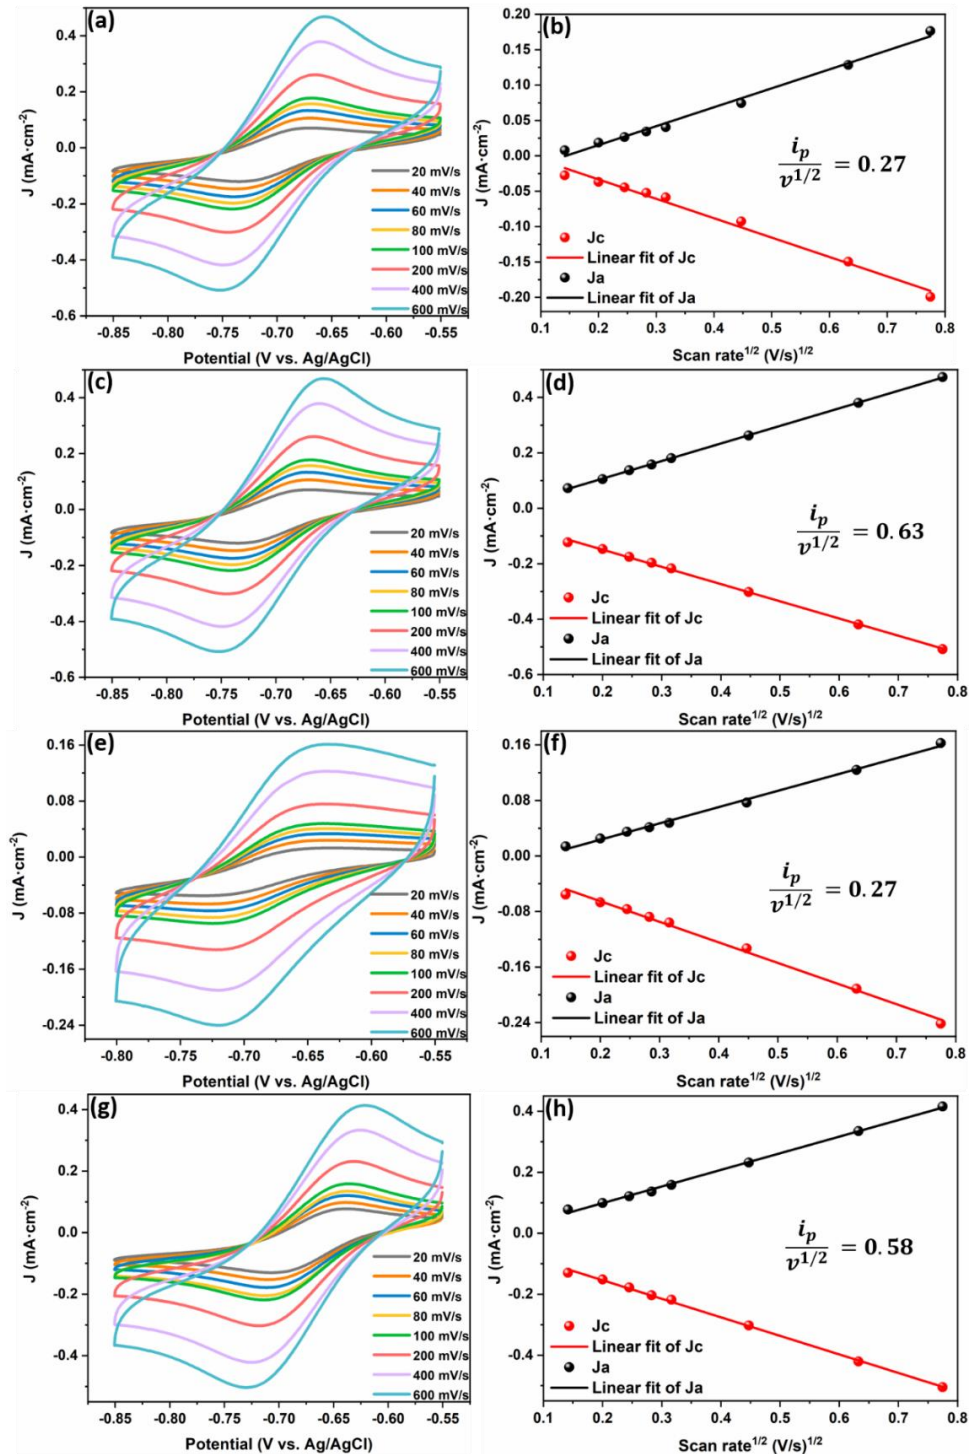 (a)
0.4
0.2
0.0
-0.2
-0.4
-0.6
J (mA·cm⁻²)
20 mV/s
40 mV/s
60 mV/s
80 mV/s
100 mV/s
200 mV/s
400 mV/s
600 mV/s
-0.85 -0.80 -0.75 -0.70 -0.65 -0.60 -0.55
Potential (V vs. Ag/AgCl)
(b)
0.20
0.15
0.10
0.05
0.00
-0.05
-0.10
-0.15
-0.20
J (mA·cm⁻²)
i_p/v^{1/2} = 0.27
Jc
Linear fit of Jc
Ja
Linear fit of Ja
0.1 0.2 0.3 0.4 0.5 0.6 0.7 0.8
Scan rate^{1/2} (V/s)^{1/2}
(c)
0.4
0.2
0.0
-0.2
-0.4
-0.6
J (mA·cm⁻²)
20 mV/s
40 mV/s
60 mV/s
80 mV/s
100 mV/s
200 mV/s
400 mV/s
600 mV/s
-0.85 -0.80 -0.75 -0.70 -0.65 -0.60 -0.55
Potential (V vs. Ag/AgCl)
(d)
0.4
0.2
0.0
-0.2
-0.4
-0.6
J (mA·cm⁻²)
i_p/v^{1/2} = 0.63
Jc
Linear fit of Jc
Ja
Linear fit of Ja
0.1 0.2 0.3 0.4 0.5 0.6 0.7 0.8
Scan rate^{1/2} (V/s)^{1/2}
(e)
0.16
0.08
0.00
-0.08
-0.16
-0.24
J (mA·cm⁻²)
20 mV/s
40 mV/s
60 mV/s
80 mV/s
100 mV/s
200 mV/s
400 mV/s
600 mV/s
-0.80 -0.75 -0.70 -0.65 -0.60 -0.55
Potential (V vs. Ag/AgCl)
(f)
0.16
0.08
0.00
-0.08
-0.16
-0.24
J (mA·cm⁻²)
i_p/v^{1/2} = 0.27
Jc
Linear fit of Jc
Ja
Linear fit of Ja
0.1 0.2 0.3 0.4 0.5 0.6 0.7 0.8
Scan rate^{1/2} (V/s)^{1/2}
(g)
0.4
0.2
0.0
-0.2
-0.4
J (mA·cm⁻²)
20 mV/s
40 mV/s
60 mV/s
80 mV/s
100 mV/s
200 mV/s
400 mV/s
600 mV/s
-0.85 -0.80 -0.75 -0.70 -0.65 -0.60 -0.55
Potential (V vs. Ag/AgCl)
(h)
0.4
0.2
0.0
-0.2
-0.4
J (mA·cm⁻²)
i_p/v^{1/2} = 0.58
Jc
Linear fit of Jc
Ja
Linear fit of Ja
0.1 0.2 0.3 0.4 0.5 0.6 0.7 0.8
Scan rate^{1/2} (V/s)^{1/2}